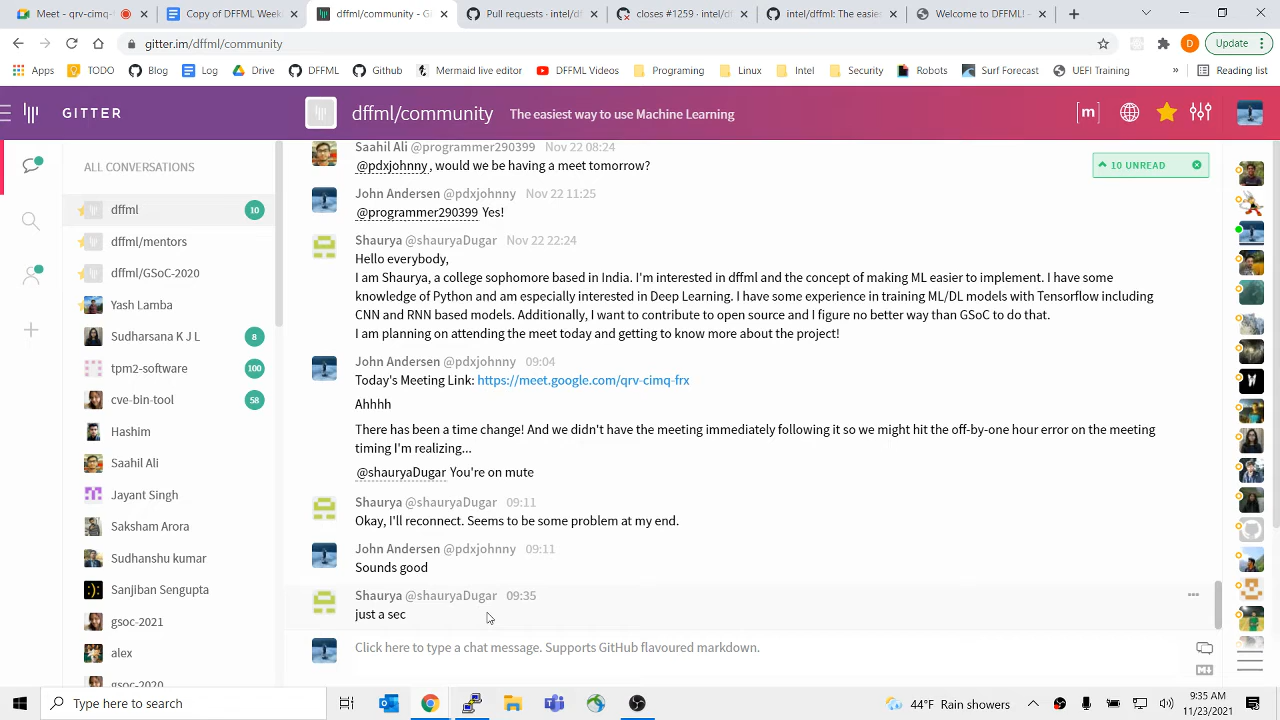 dffml/community - Gi
closes #1259 · intel/df
intel/dffml: The eas
gitter.im/dffml/community
Update
Apps
TODO
Blog
Log
Drive
DFFML
Github
Mermaid live editor
DFFML Videos
Programming
Linux
Intel
Security
Robots
Surf Forecast
UEFI Training
»
Reading list
GITTER
dffml/community
The easiest way to use Machine Learning
ALL CONVERSATIONS
dffml
10
dffml/mentors
dffml/GSoC-2020
Yash Lamba
Sudharsana K J L
8
tpm2-software
100
cve-bin-tool
58
Hashim
Saahil Ali
Jayant Singh
Saksham Arora
Sudhanshu kumar
Sanjiban Sengupta
gsoc-2021
alex
gsoc-2020
10 UNREAD
Saahil Ali @programmer290399 Nov 22 08:24
@pdxjohnny , would we be having a meet tomorrow?
John Andersen @pdxjohnny Nov 22 11:25
@programmer290399 Yes!
Shaurya @shauryaDugar Nov 22 22:24
Hello everybody,
I am Shaurya, a college sophomore based in India. I'm interested in dffml and the concept of making ML easier to implement. I have some
knowledge of Python and am especially interested in Deep Learning. I have some experience in training ML/DL models with Tensorflow including
CNN and RNN based models. Additionally, I want to contribute to open source and I figure no better way than GSoC to do that.
I am planning on attending the meet today and getting to know more about the project!
John Andersen @pdxjohnny 09:04
Today's Meeting Link: https://meet.google.com/qrv-cimq-frx
Ahhhh
There has been a time change! And we didn't have the meeting immediately following it so we might hit the off-by one hour error on the meeting
timing I'm realizing...
@shauryaDugar You're on mute
Shaurya @shauryaDugar 09:11
Okay, I'll reconnect. Seems to be some problem at my end.
John Andersen @pdxjohnny 09:11
Sounds good
Shaurya @shauryaDugar 09:35
just a sec
Click here to type a chat message. Supports GitHub flavoured markdown.
Type here to search
44°F Rain showers
9:35 AM
11/23/2021